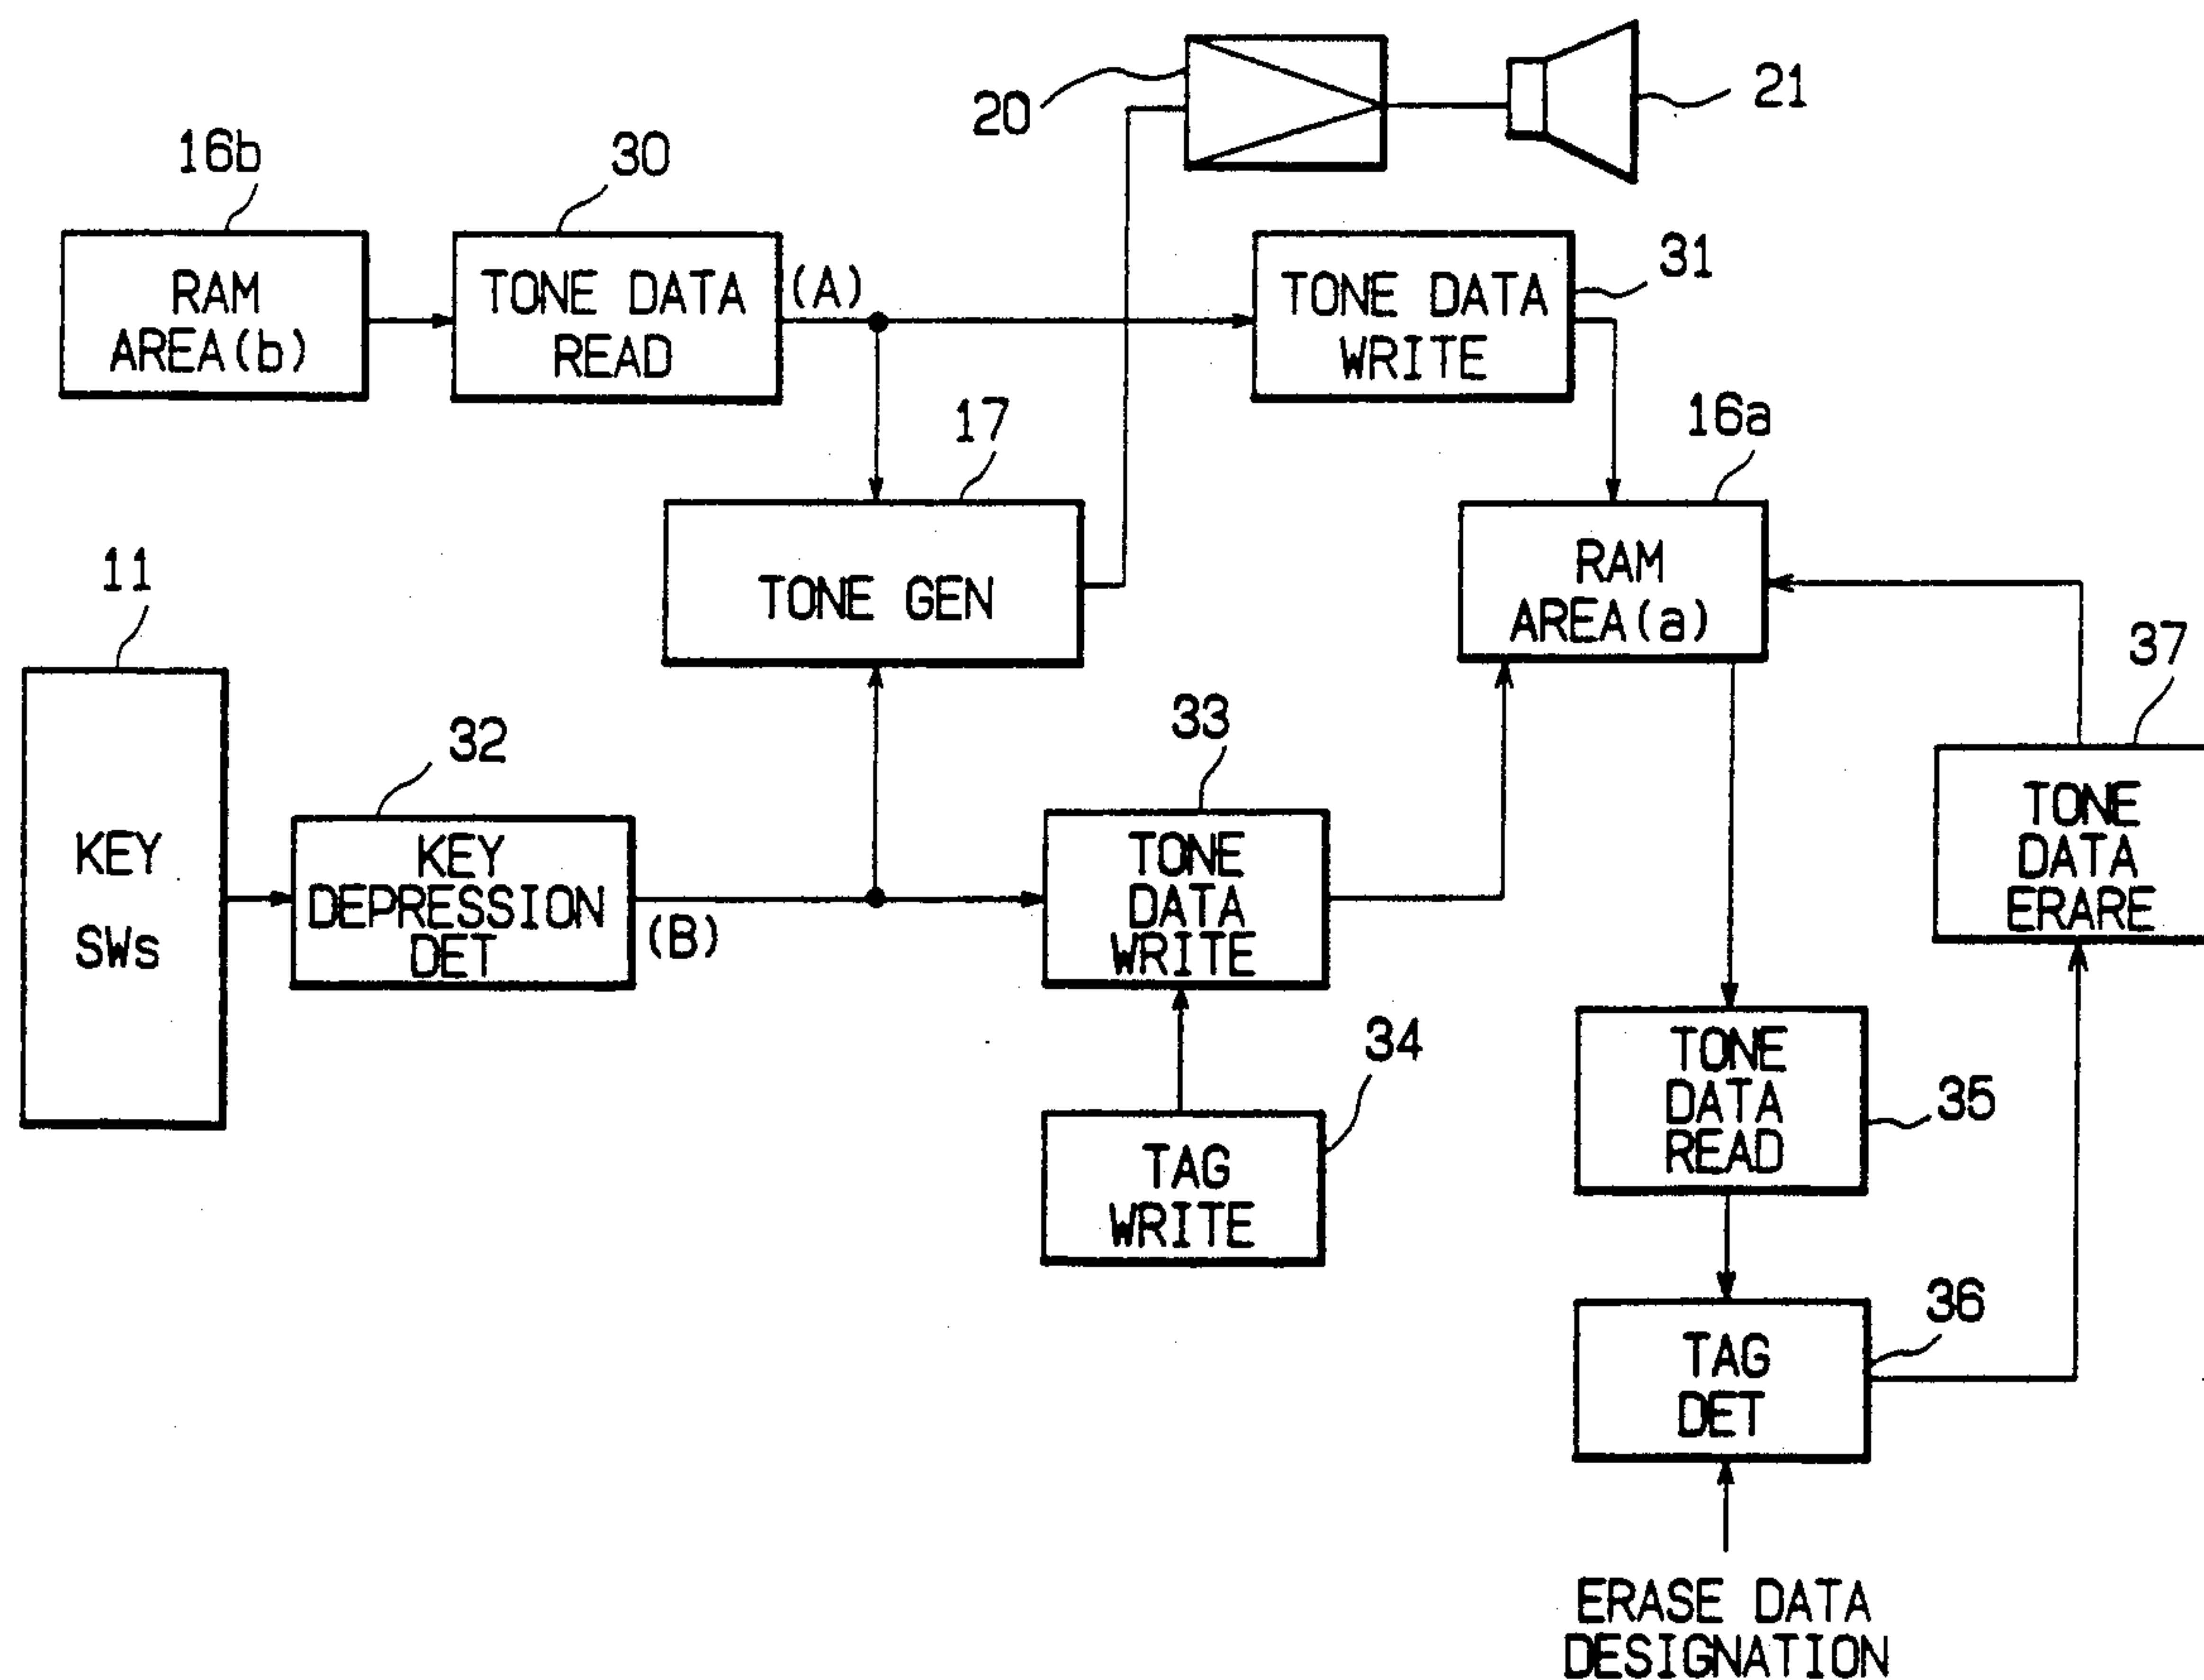 20
21
16b
30
31
RAM
AREA(b)
TONE DATA
READ
(A)
TONE DATA
WRITE
17
16a
TONE GEN
RAM
AREA(a)
11
37
KEY
SWs
32
KEY
DEPRESSION
DET
(B)
33
TONE
DATA
WRITE
TONE
DATA
ERARE
34
TAG
WRITE
TONE
DATA
READ
35
36
TAG
DET
ERASE DATA
DESIGNATION